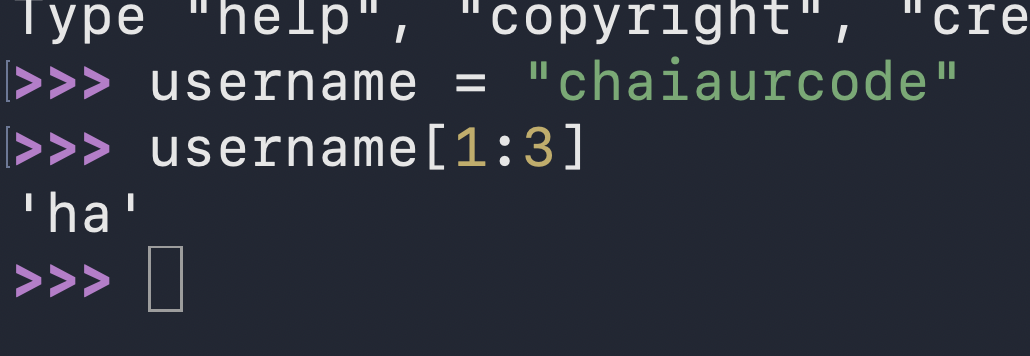 Type "help", "copyright", "cre
>>> username = "chaiaurcode"
>>> username[1:3]
'ha'
>>>